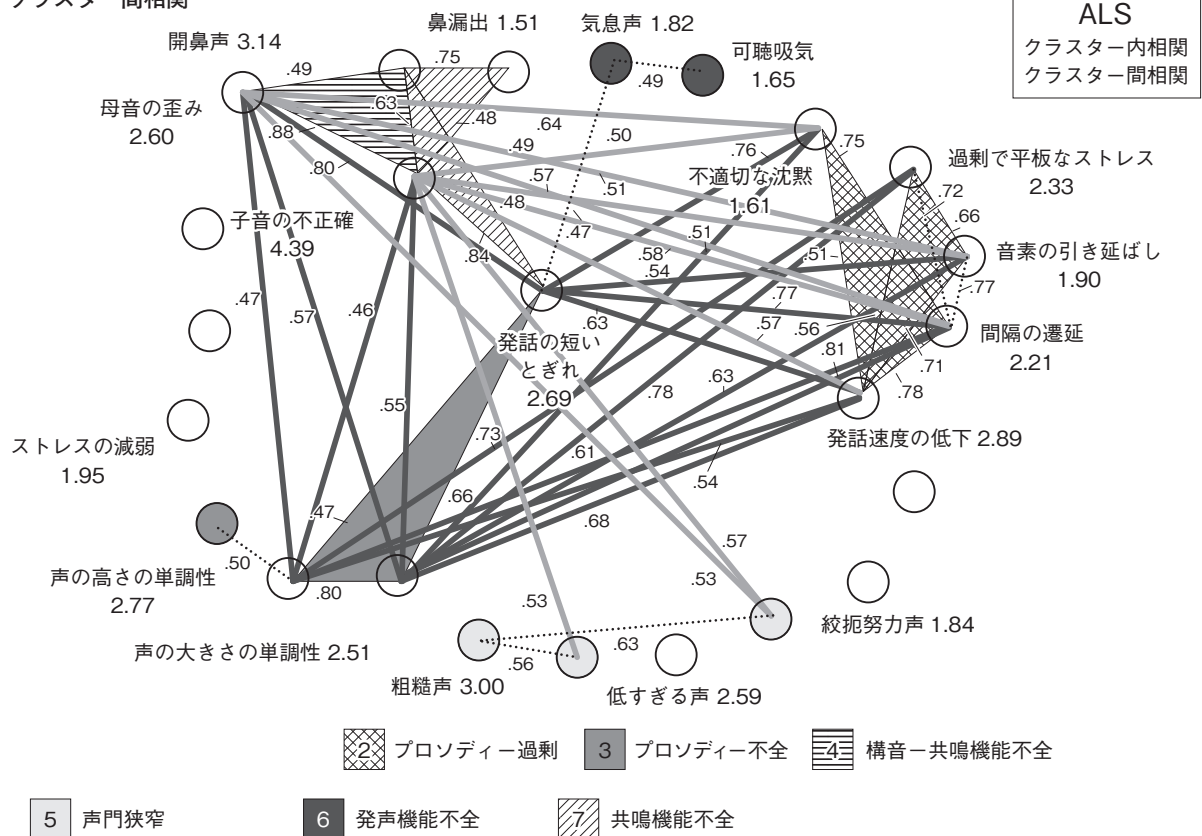 クラスター間相関
ALS
クラスター内相関
クラスター間相関
鼻漏出 1.51
気息声 1.82
開鼻声 3.14
可聴吸気
1.65
.49
.75
.49
母音の歪み
2.60
.63
.48
.64
.50
.88
.49
.76
.75
過剰で平板なストレス
2.33
.80
.57
.51
不適切な沈黙
1.61
.72
.48
.66
子音の不正確
4.39
.47
.51
.84
.58
.54
.51
音素の引き延ばし
1.90
.77
.47
.57
.46
.77
.63
.57
.56
間隔の遷延
2.21
発話の短い
とぎれ
2.69
.81
.71
.63
.78
.78
.55
ストレスの減弱
1.95
.73
.61
発話速度の低下 2.89
.54
.66
.47
.68
.50
.57
声の高さの単調性
2.77
.80
.53
.53
絞扼努力声 1.84
声の大きさの単調性 2.51
.63
.56
粗糙声 3.00
低すぎる声 2.59
2 プロソディー過剰
3 プロソディー不全
4 構音－共鳴機能不全
5 声門狭窄
6 発声機能不全
7 共鳴機能不全